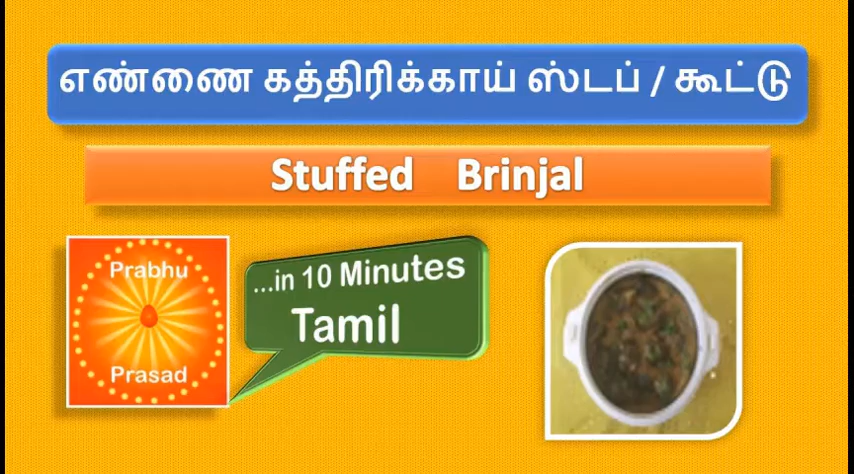 எண்ணை கத்திரிக்காய் ஸ்டப் / கூட்டு
Stuffed Brinjal
Prabhu
Prasad
...in 10 Minutes
Tamil